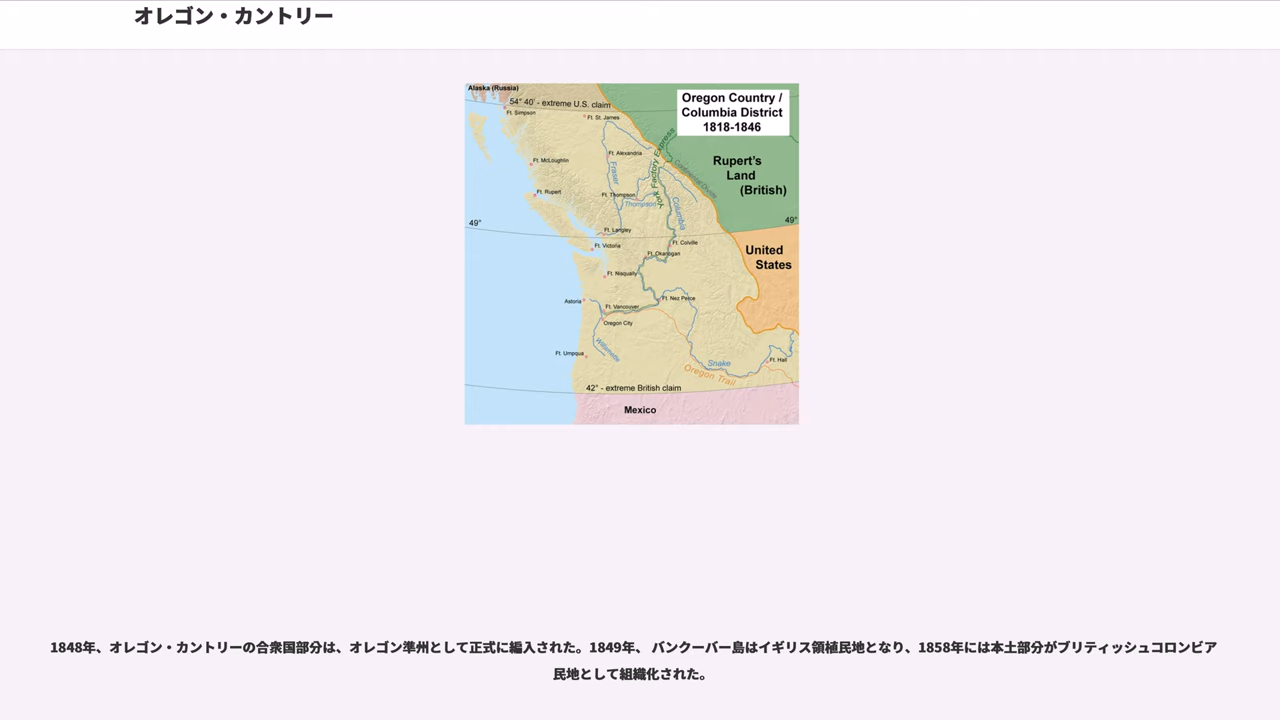 オレゴン・カントリー
Alaska (Russia)
54° 40' - extreme U.S. claim
Oregon Country /
Columbia District
1818-1846
Ft. Simpson
Ft. St. James
York Factory Express
Ft. Alexandria
Ft. McLoughlin
Fraser
Continental Divide
Rupert's
Land
(British)
Ft. Rupert
Ft. Thompson
Thompson
Columbia
49°
49°
Ft. Langley
Ft. Victoria
Ft. Colville
Ft. Okanogan
United
States
Ft. Nisqually
Astoria
Ft. Vancouver
Ft. Nez Perce
Oregon City
Willamette
Ft. Umpqua
Snake
Ft. Hall
Oregon Trail
42° - extreme British claim
Mexico
1848年、オレゴン・カントリーの合衆国部分は、オレゴン準州として正式に編入された。1849年、 バンクーバー島はイギリス領植民地となり、1858年には本土部分がブリティッシュコロンビア
民地として組織化された。